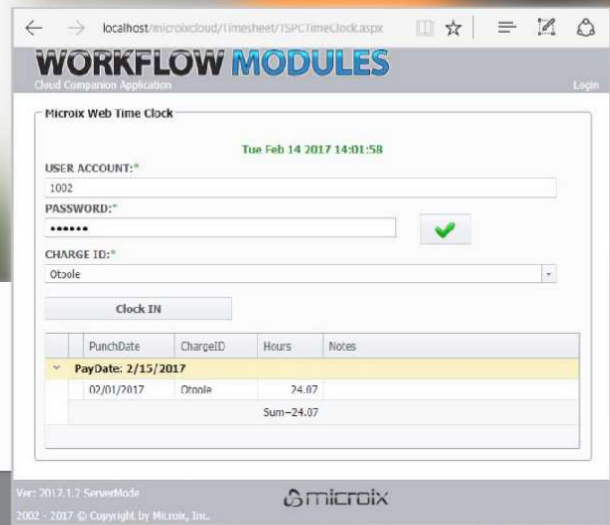 localhost/microixcloud/Timesheet/TSPCTimeClock.aspx
WORKFLOW MODULES
Cloud Companion Application
Login
Microix Web Time Clock
Tue Feb 14 2017 14:01:58
USER ACCOUNT:*
1002
PASSWORD:*
••••••
CHARGE ID:*
Otoole
Clock IN
PunchDate ChargeID Hours Notes
PayDate: 2/15/2017
02/01/2017 Otoole 24.07
Sum=24.07
Ver: 2017.1.2 ServerMode
microix
2002 - 2017 © Copyright by Microix, Inc.